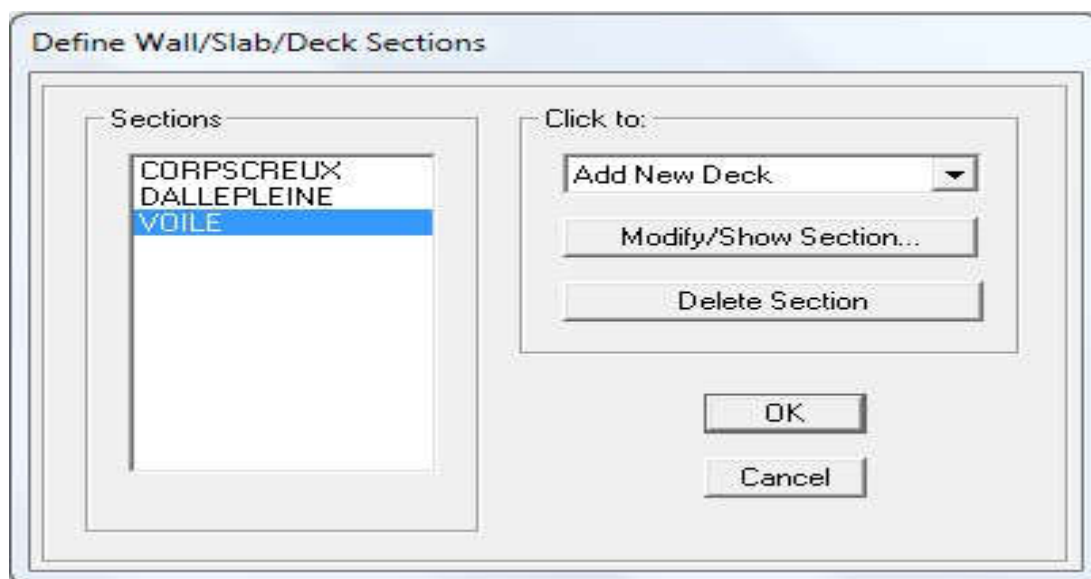 Define Wall/Slab/Deck Sections
Sections
CORPSCREUX
DALLEPLEINE
VOILE
Click to:
Add New Deck
Modify/Show Section...
Delete Section
OK
Cancel